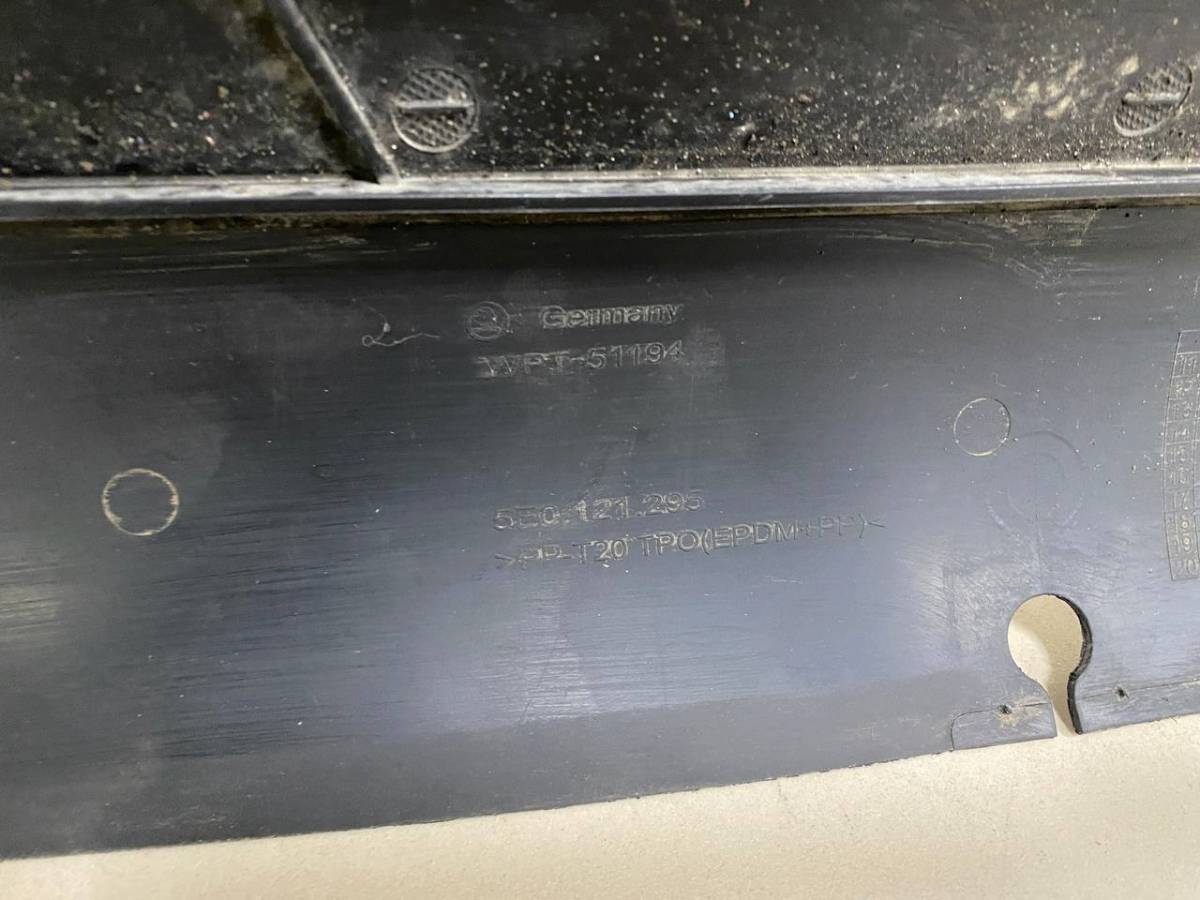 Germany
WPT-51194
5E0.121.295
>PP-T20 TPO(EPDM+PP)<